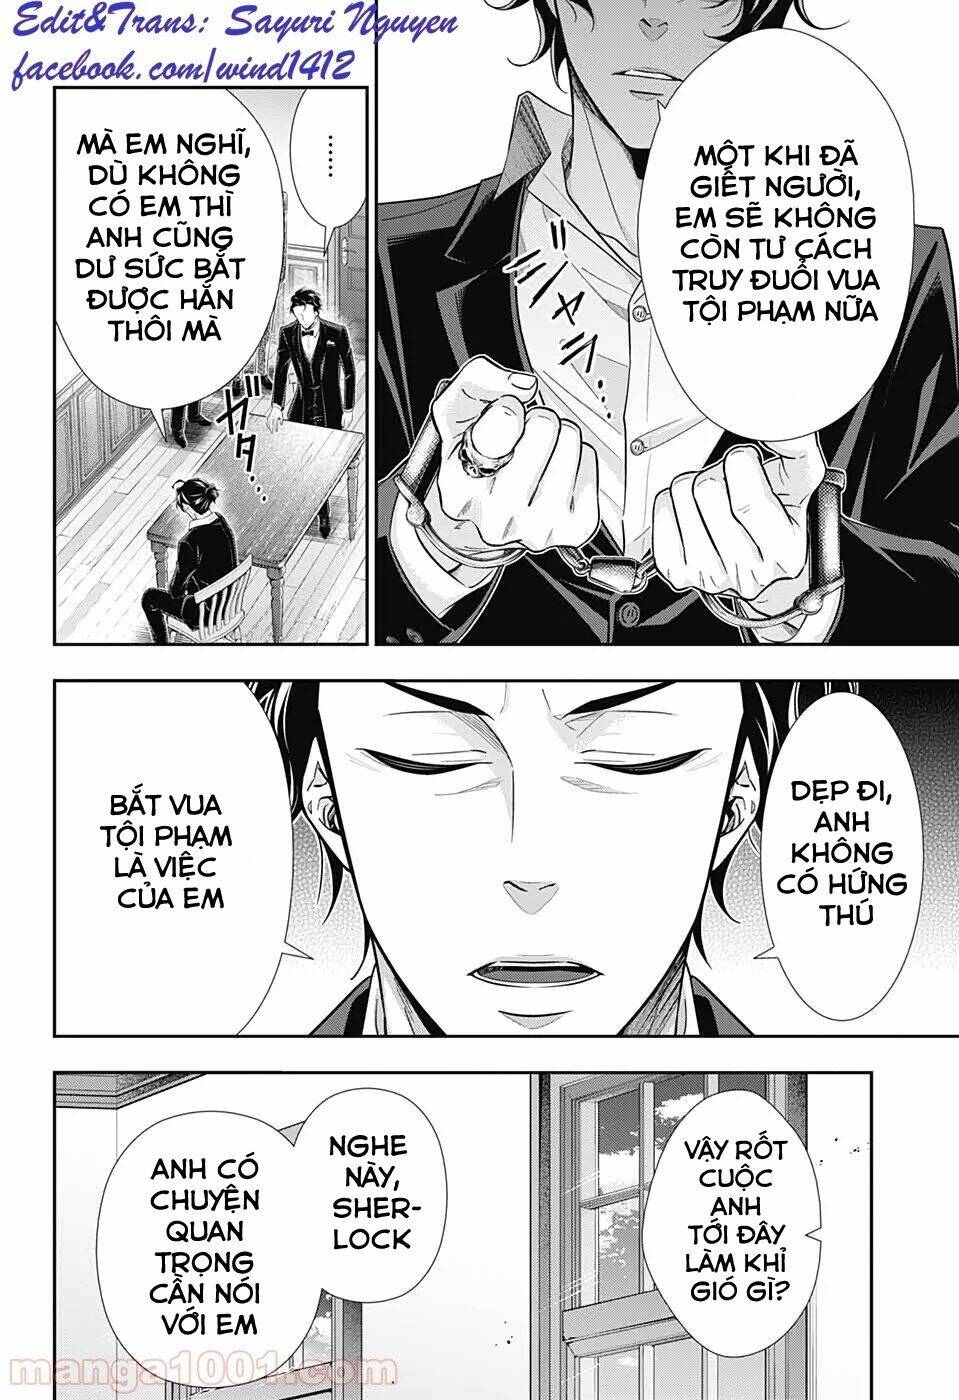 Edit&Trans: Sayuri Nguyen
facebook.com/wind1412
MỘT KHI ĐÃ
GIẾT NGƯỜI,
EM SẼ KHÔNG
CÒN TƯ CÁCH
TRUY ĐUỔI VUA
TỘI PHẠM NỮA
......
MÀ EM NGHĨ,
DÙ KHÔNG
CÓ EM THÌ
ANH CŨNG
DƯ SỨC BẮT
ĐƯỢC HẮN
THÔI MÀ
DẸP ĐI,
ANH
KHÔNG
CÓ HỨNG
THÚ
BẮT VUA
TỘI PHẠM
LÀ VIỆC
CỦA EM
VẬY RỐT
CUỘC
ANH
TỚI ĐÂY
LÀM KHỈ
GIÓ GÌ?
NGHE
NÀY,
SHER-
LOCK
ANH CÓ
CHUYỆN
QUAN
TRỌNG
CẦN NÓI
VỚI EM
manga1001.com